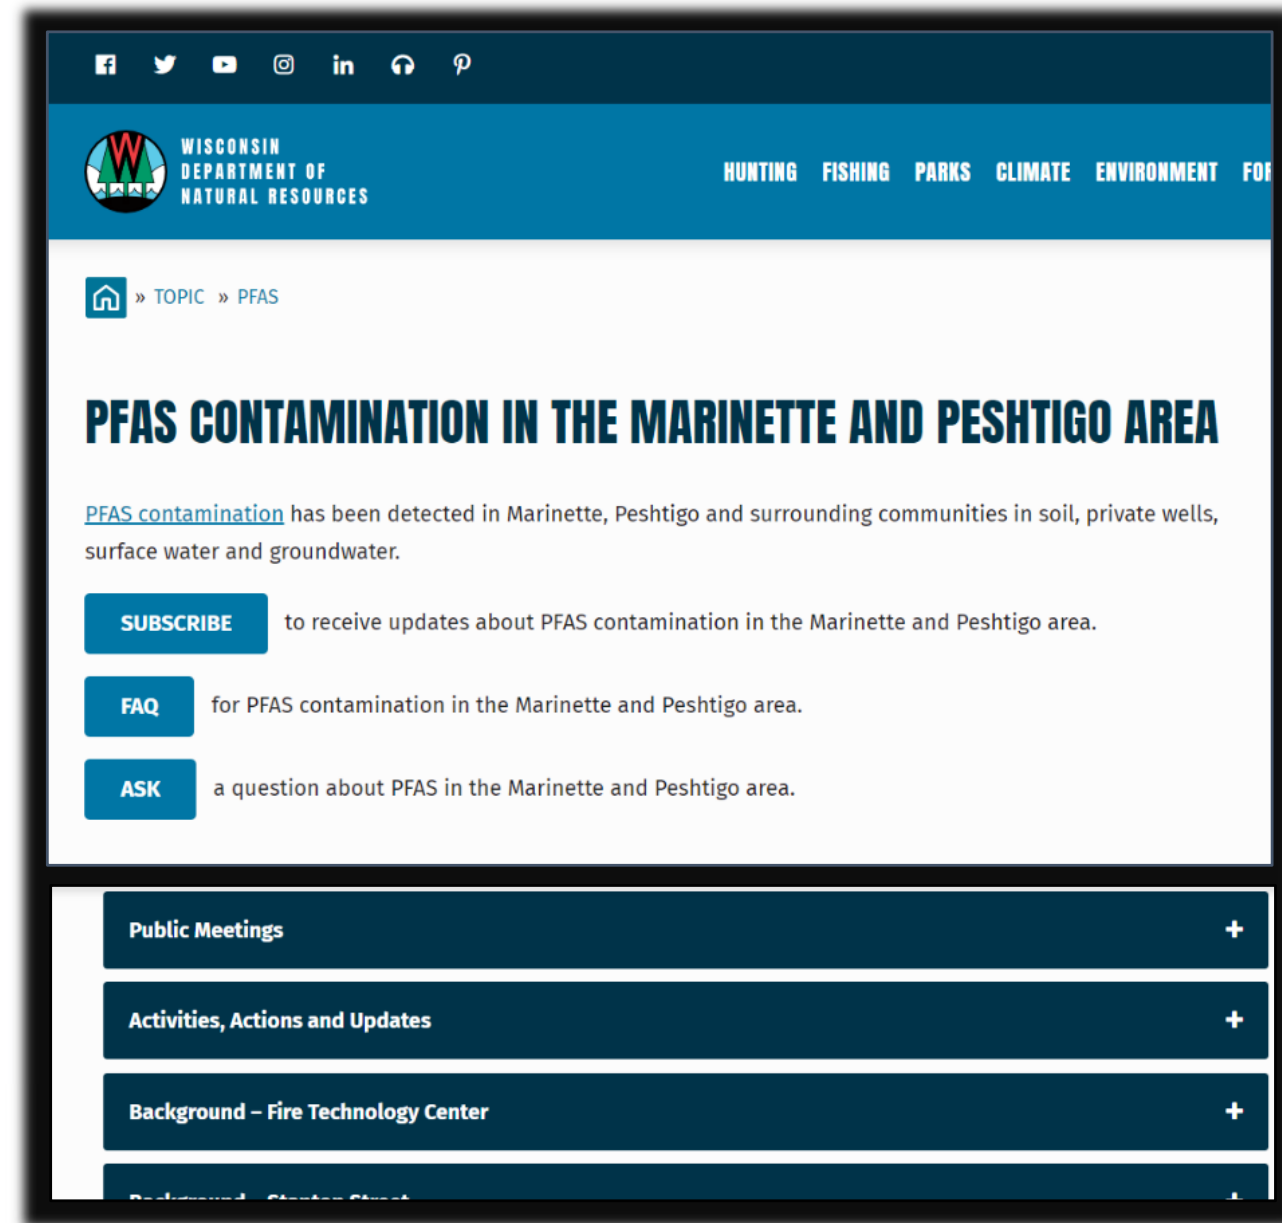 WISCONSIN
DEPARTMENT OF
NATURAL RESOURCES
HUNTING FISHING PARKS CLIMATE ENVIRONMENT
» TOPIC » PFAS
PFAS CONTAMINATION IN THE MARINETTE AND PESHTIGO AREA
PFAS contamination has been detected in Marinette, Peshtigo and surrounding communities in soil, private wells,
surface water and groundwater.
SUBSCRIBE to receive updates about PFAS contamination in the Marinette and Peshtigo area.
FAQ for PFAS contamination in the Marinette and Peshtigo area.
ASK a question about PFAS in the Marinette and Peshtigo area.
Public Meetings +
Activities, Actions and Updates +
Background – Fire Technology Center +
Background – Stanton Street